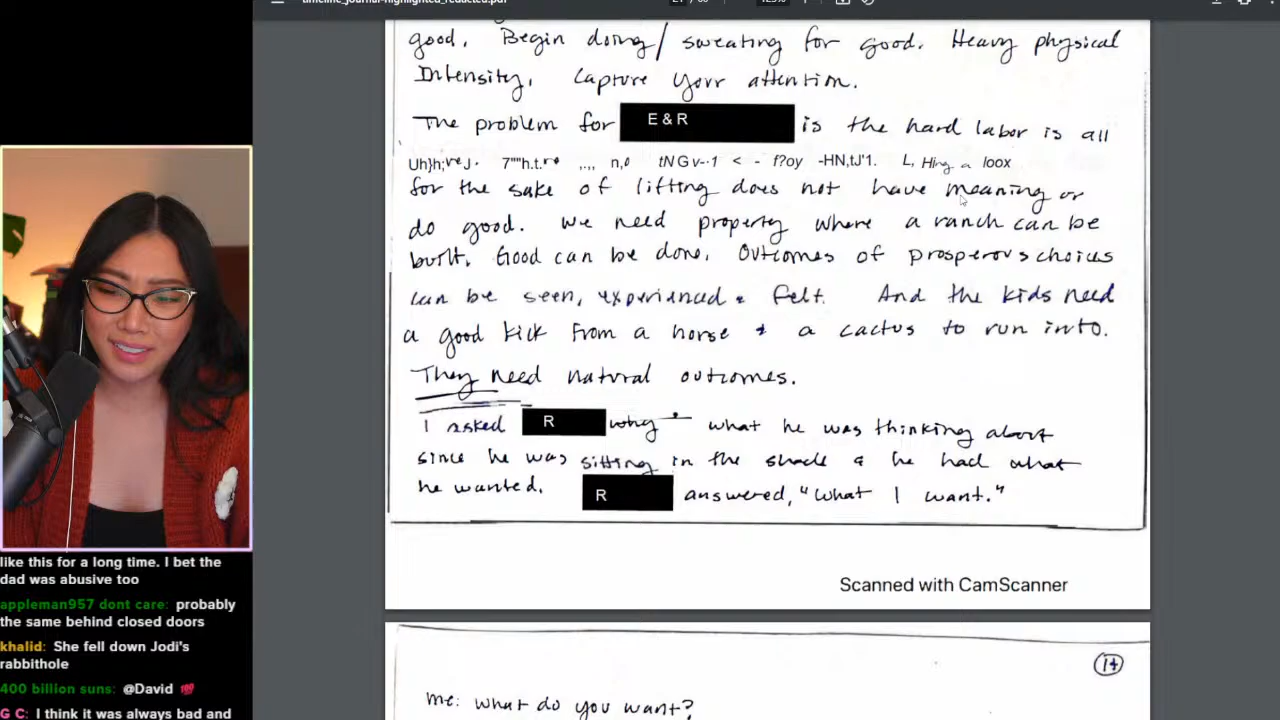 timeline_journal-highlighted_redacted.pdf
good. Begin doing/ sweating for good. Heavy physical
Intensity. Capture your attention.
The problem for E & R is the hard labor is all
L, Hing a loox
for the sake of lifting does not have meaning or
do good. We need property where a ranch can be
built. Good can be done. Outcomes of prosperous choices
can be seen, experienced & felt. And the kids need
a good kick from a horse & a cactus to run into.
They need natural outcomes.
I asked R why what he was thinking about
since he was sitting in the shade & he had what
he wanted. R answered, "What I want."
Scanned with CamScanner
14
me: what do you want?
like this for a long time. I bet the
dad was abusive too
appleman957 dont care: probably
the same behind closed doors
khalid: She fell down Jodi's
rabbithole
400 billion suns: @David 💯
G C: I think it was always bad and